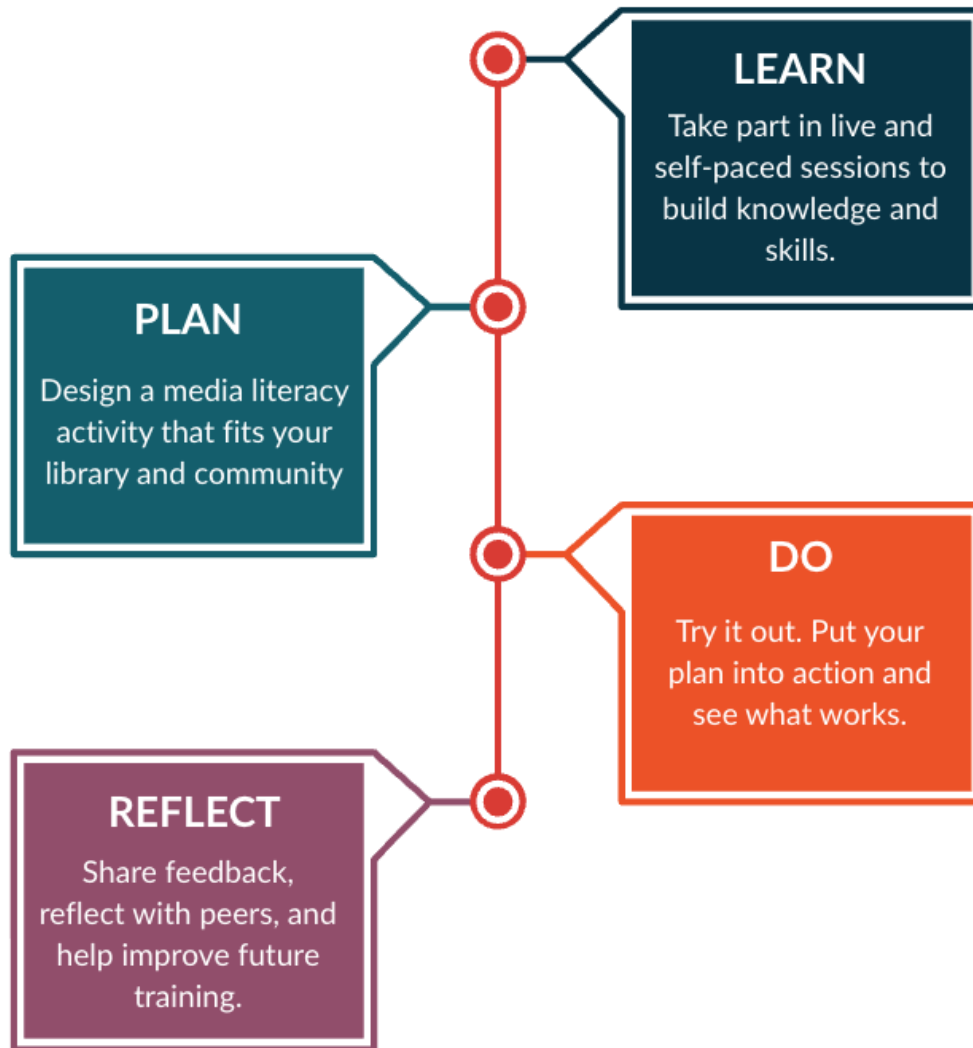 LEARN
Take part in live and
self-paced sessions to
build knowledge and
skills.
PLAN
Design a media literacy
activity that fits your
library and community
DO
Try it out. Put your
plan into action and
see what works.
REFLECT
Share feedback,
reflect with peers, and
help improve future
training.